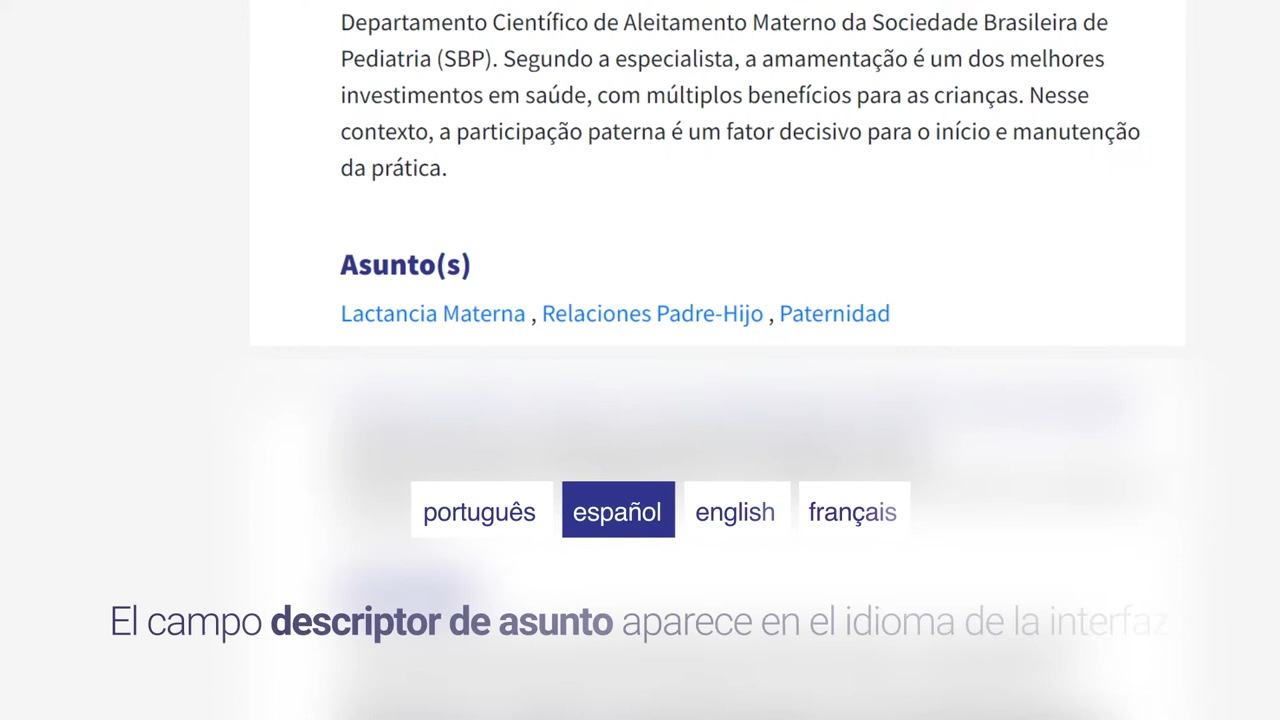 Departamento Científico de Aleitamento Materno da Sociedade Brasileira de
Pediatria (SBP). Segundo a especialista, a amamentação é um dos melhores
investimentos em saúde, com múltiplos benefícios para as crianças. Nesse
contexto, a participação paterna é um fator decisivo para o início e manutenção
da prática.
Asunto(s)
Lactancia Materna , Relaciones Padre-Hijo , Paternidad
português español english français
El campo descriptor de asunto aparece en el idioma de la interfaz